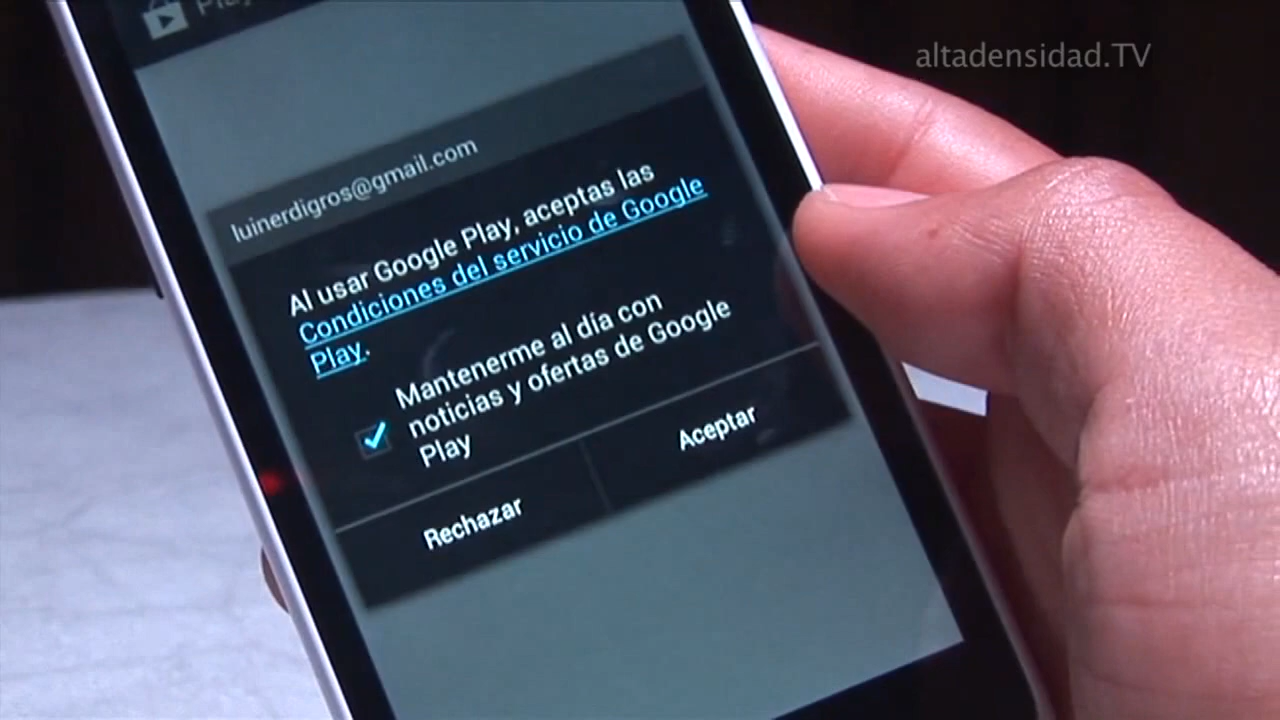 altadensidad.TV
Play
luinerdigros@gmail.com
Al usar Google Play, aceptas las
Condiciones del servicio de Google
Play.
Mantenerme al día con
noticias y ofertas de Google
Play
Rechazar
Aceptar